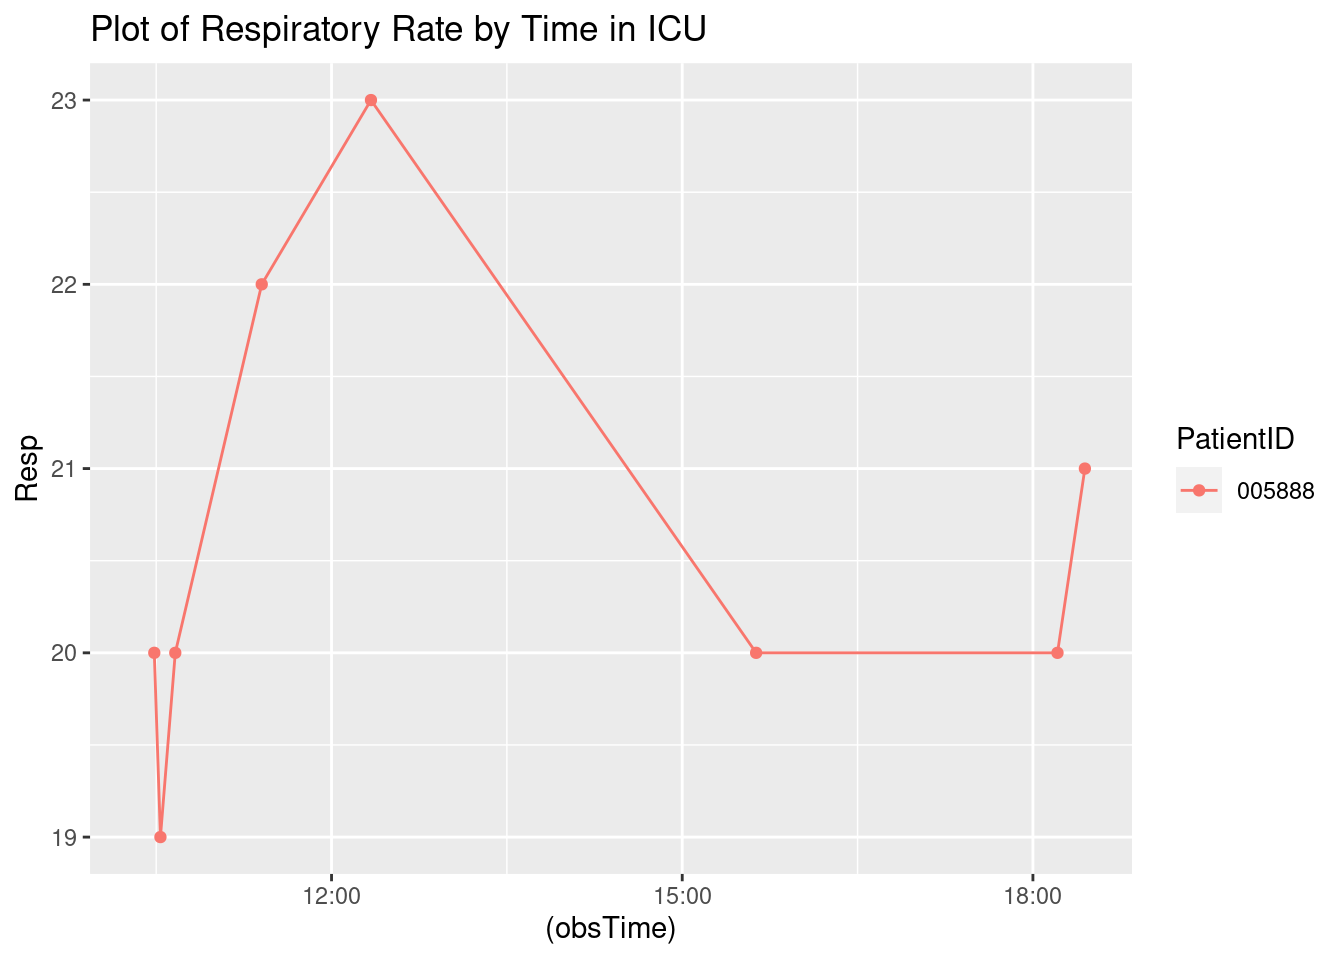 Plot of Respiratory Rate by Time in ICU
23
22
21
20
19
Resp
12:00 15:00 18:00
(obsTime)
PatientID
005888